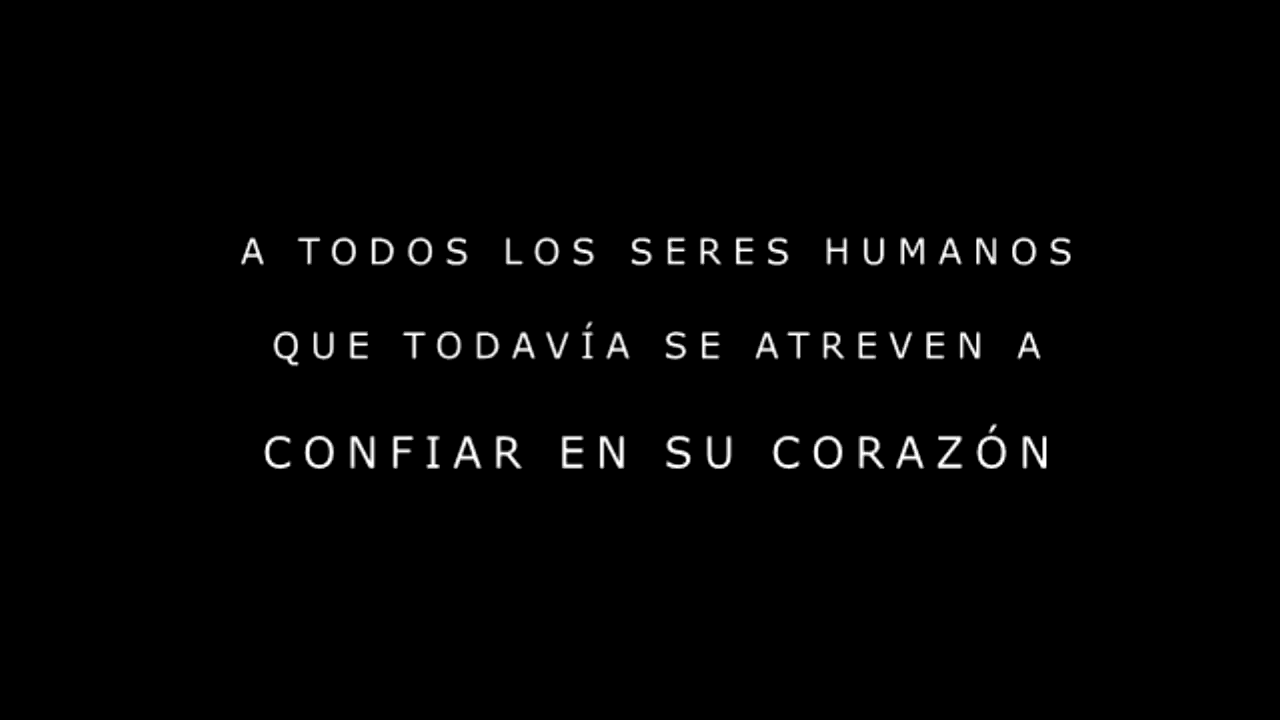 A TODOS LOS SERES HUMANOS
QUE TODAVÍA SE ATREVEN A
CONFIAR EN SU CORAZÓN